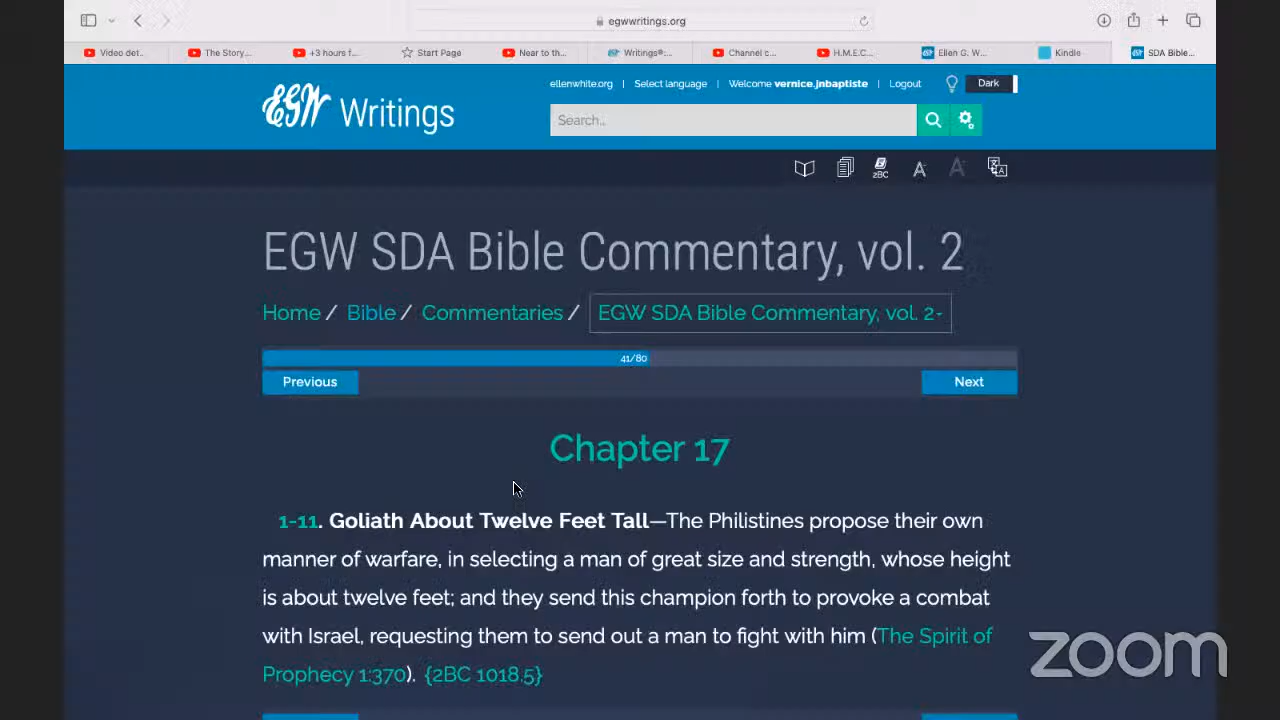 egwwritings.org
Video det...
The Story...
+3 hours f...
Start Page
Near to th...
Writings®:...
Channel c...
H.M.E.C...
Ellen G. W...
Kindle
SDA Bible...
ellenwhite.org | Select language | Welcome vernice.jnbaptiste | Logout
Dark
EGW Writings
Search...
2BC
EGW SDA Bible Commentary, vol. 2
Home / Bible / Commentaries / EGW SDA Bible Commentary, vol. 2
41/80
Previous
Next
Chapter 17
1-11. Goliath About Twelve Feet Tall—The Philistines propose their own
manner of warfare, in selecting a man of great size and strength, whose height
is about twelve feet; and they send this champion forth to provoke a combat
with Israel, requesting them to send out a man to fight with him (The Spirit of
Prophecy 1:370). {2BC 1018.5}
zoom